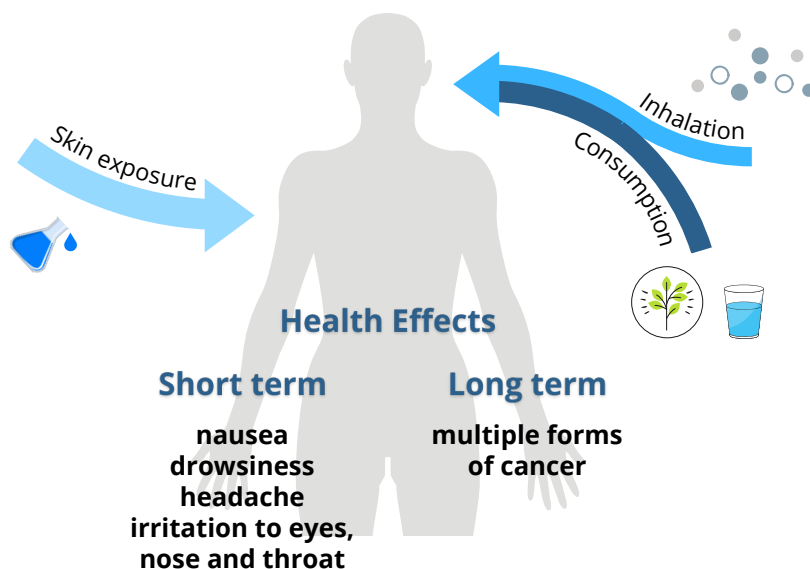 Skin exposure
Inhalation
Consumption
Health Effects
Short term
nausea
drowsiness
headache
irritation to eyes,
nose and throat
Long term
multiple forms
of cancer